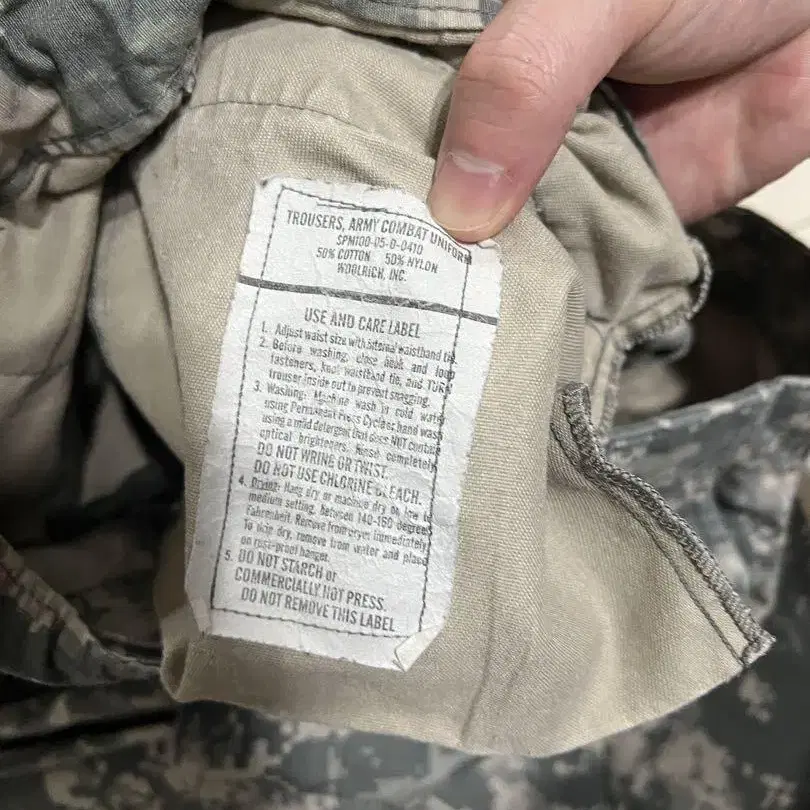 TROUSERS, ARMY COMBAT UNIFORM
SPM100-05-D-0410
50% COTTON 50% NYLON
WOOLRICH, INC.
USE AND CARE LABEL
1. Adjust waist size with internal waistband tie.
2. Before washing, close hook and loop
fasteners, knot waistband tie, and TURN
trouser inside out to prevent snagging.
3. Washing: Machine wash in cold water
using Permanent Press Cycle or hand wash
using a mild detergent that does NOT contain
optical brighteners. Rinse completely.
DO NOT WRING OR TWIST.
DO NOT USE CHLORINE BLEACH.
4. Drying: Hang dry or machine dry on low to
medium setting, between 140-160 degrees
Fahrenheit. Remove from dryer immediately.
To drip dry, remove from water and place
on rust-proof hanger.
5. DO NOT STARCH or
COMMERCIALLY HOT PRESS.
DO NOT REMOVE THIS LABEL